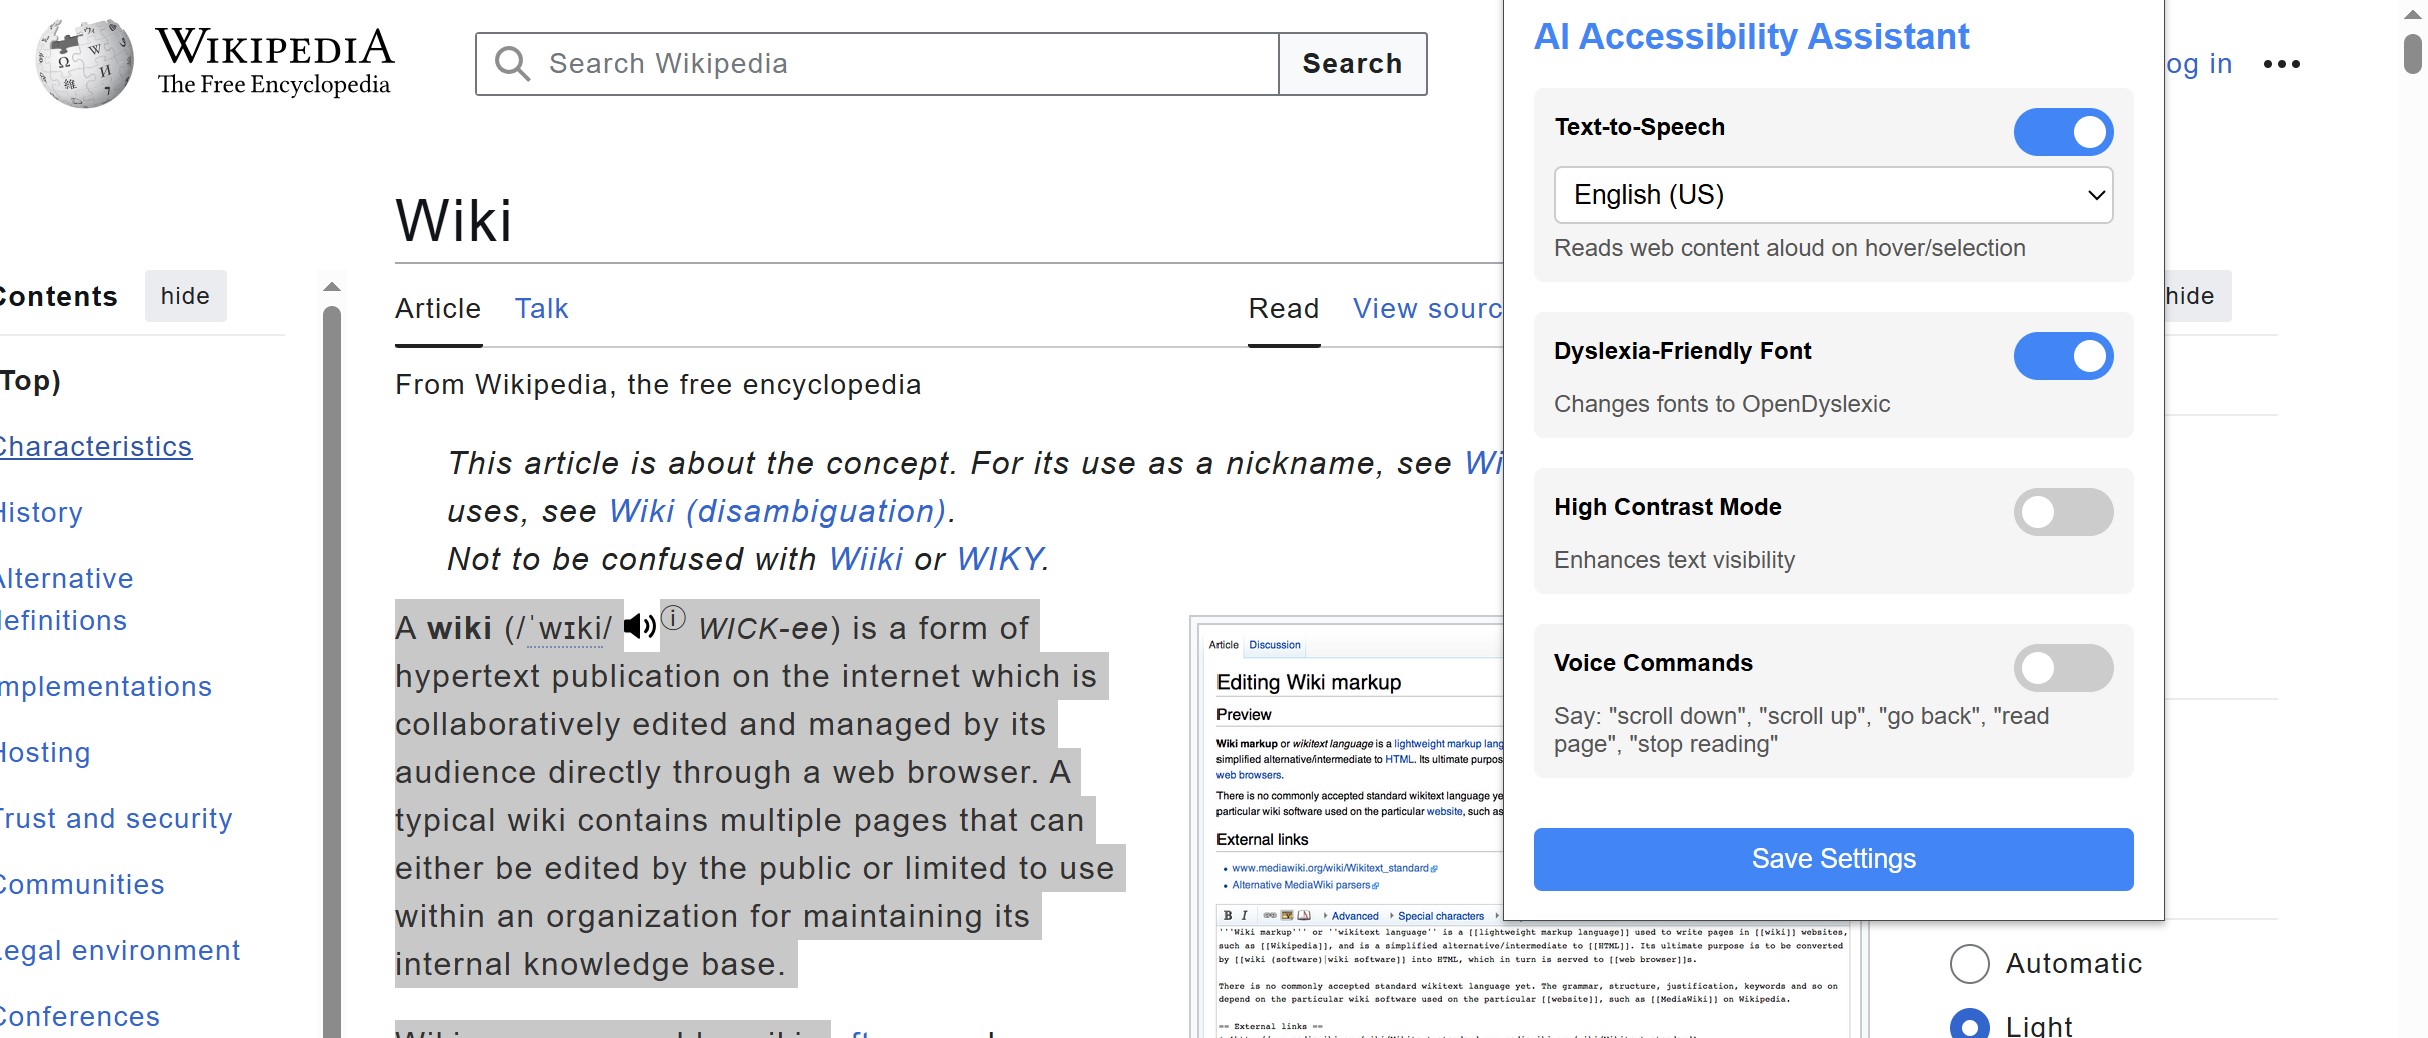 WIKIPEDIA
The Free Encyclopedia
Search Wikipedia
Search
og in
Contents
hide
Top)
Characteristics
History
Alternative
definitions
mplementations
Hosting
Trust and security
Communities
Legal environment
Conferences
Wiki
Article Talk
Read View sourc
From Wikipedia, the free encyclopedia
This article is about the concept. For its use as a nickname, see Wi
uses, see Wiki (disambiguation).
Not to be confused with Wiiki or WIKY.
A wiki (/ˈwɪki/ ⓘ WICK-ee) is a form of
hypertext publication on the internet which is
collaboratively edited and managed by its
audience directly through a web browser. A
typical wiki contains multiple pages that can
either be edited by the public or limited to use
within an organization for maintaining its
internal knowledge base.
Article Discussion
Editing Wiki markup
Preview
Wiki markup or wikitext language is a lightweight markup lang
simplified alternative/intermediate to HTML. Its ultimate purpos
web browsers.
There is no commonly accepted standard wikitext language ye
particular wiki software used on the particular website, such as
External links
• www.mediawiki.org/wiki/Wikitext_standard
• Alternative MediaWiki parsers
B I Advanced Special characters
'''Wiki markup''' or ''wikitext language'' is a [[lightweight markup language]] used to write pages in [[wiki]] websites,
such as [[Wikipedia]], and is a simplified alternative/intermediate to [[HTML]]. Its ultimate purpose is to be converted
by [[wiki (software)|wiki software]] into HTML, which in turn is served to [[web browser]]s.
There is no commonly accepted standard wikitext language yet. The grammar, structure, justification, keywords and so on
depend on the particular wiki software used on the particular [[website]], such as [[MediaWiki]] on Wikipedia.
== External links ==
AI Accessibility Assistant
Text-to-Speech
English (US)
Reads web content aloud on hover/selection
Dyslexia-Friendly Font
Changes fonts to OpenDyslexic
High Contrast Mode
Enhances text visibility
Voice Commands
Say: "scroll down", "scroll up", "go back", "read
page", "stop reading"
Save Settings
hide
Automatic
Light